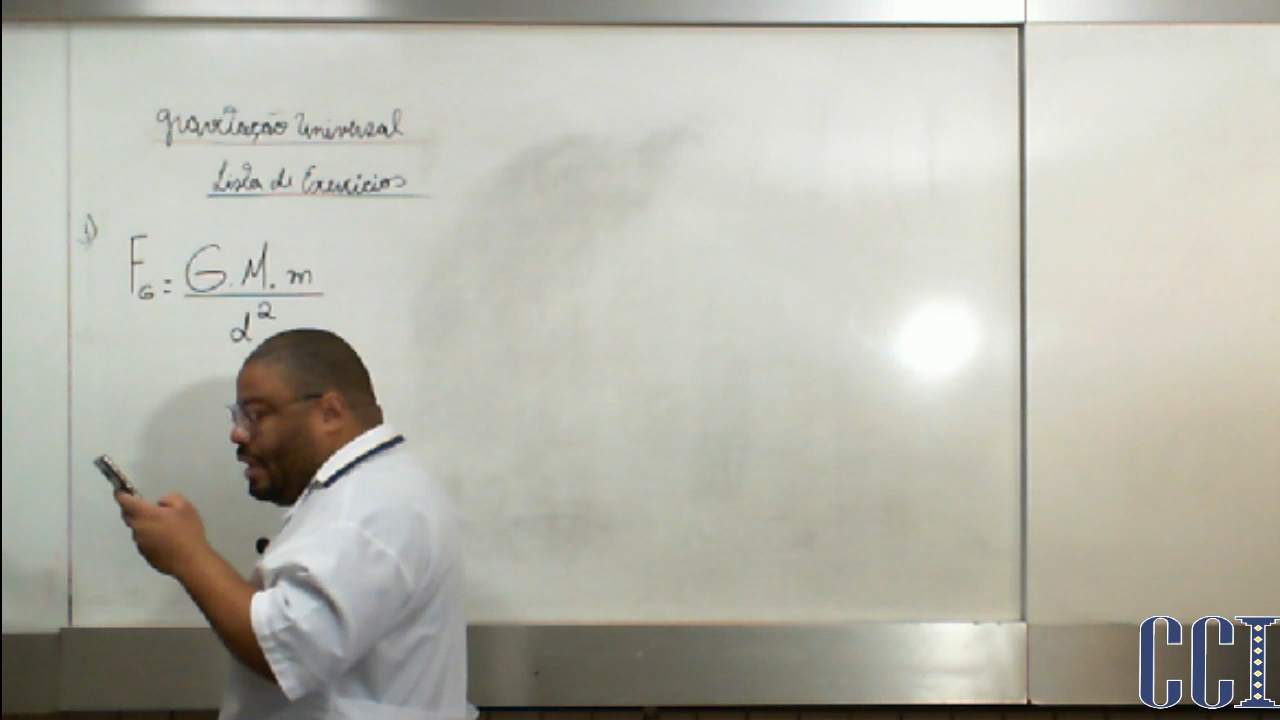 Gravitação Universal
Lista de Exercícios
1)
F_G = G.M.m
d²
CCI